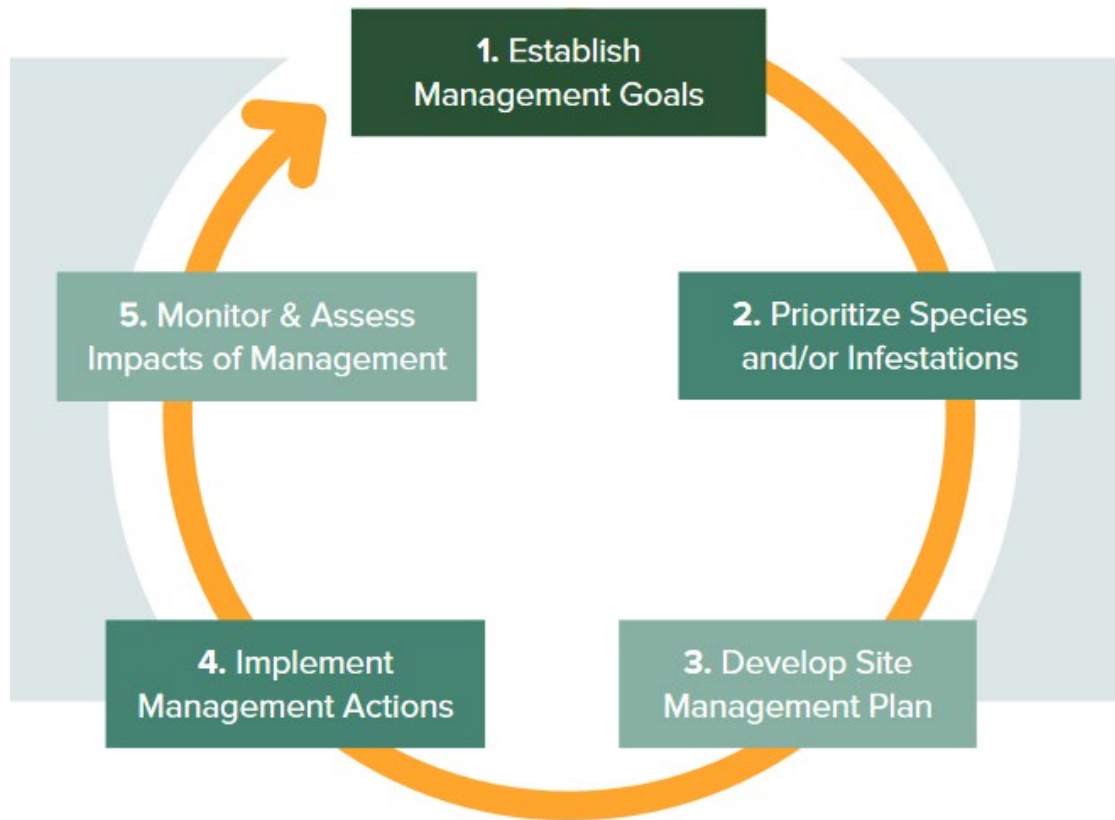 1. Establish
Management Goals
2. Prioritize Species
and/or Infestations
3. Develop Site
Management Plan
4. Implement
Management Actions
5. Monitor & Assess
Impacts of Management